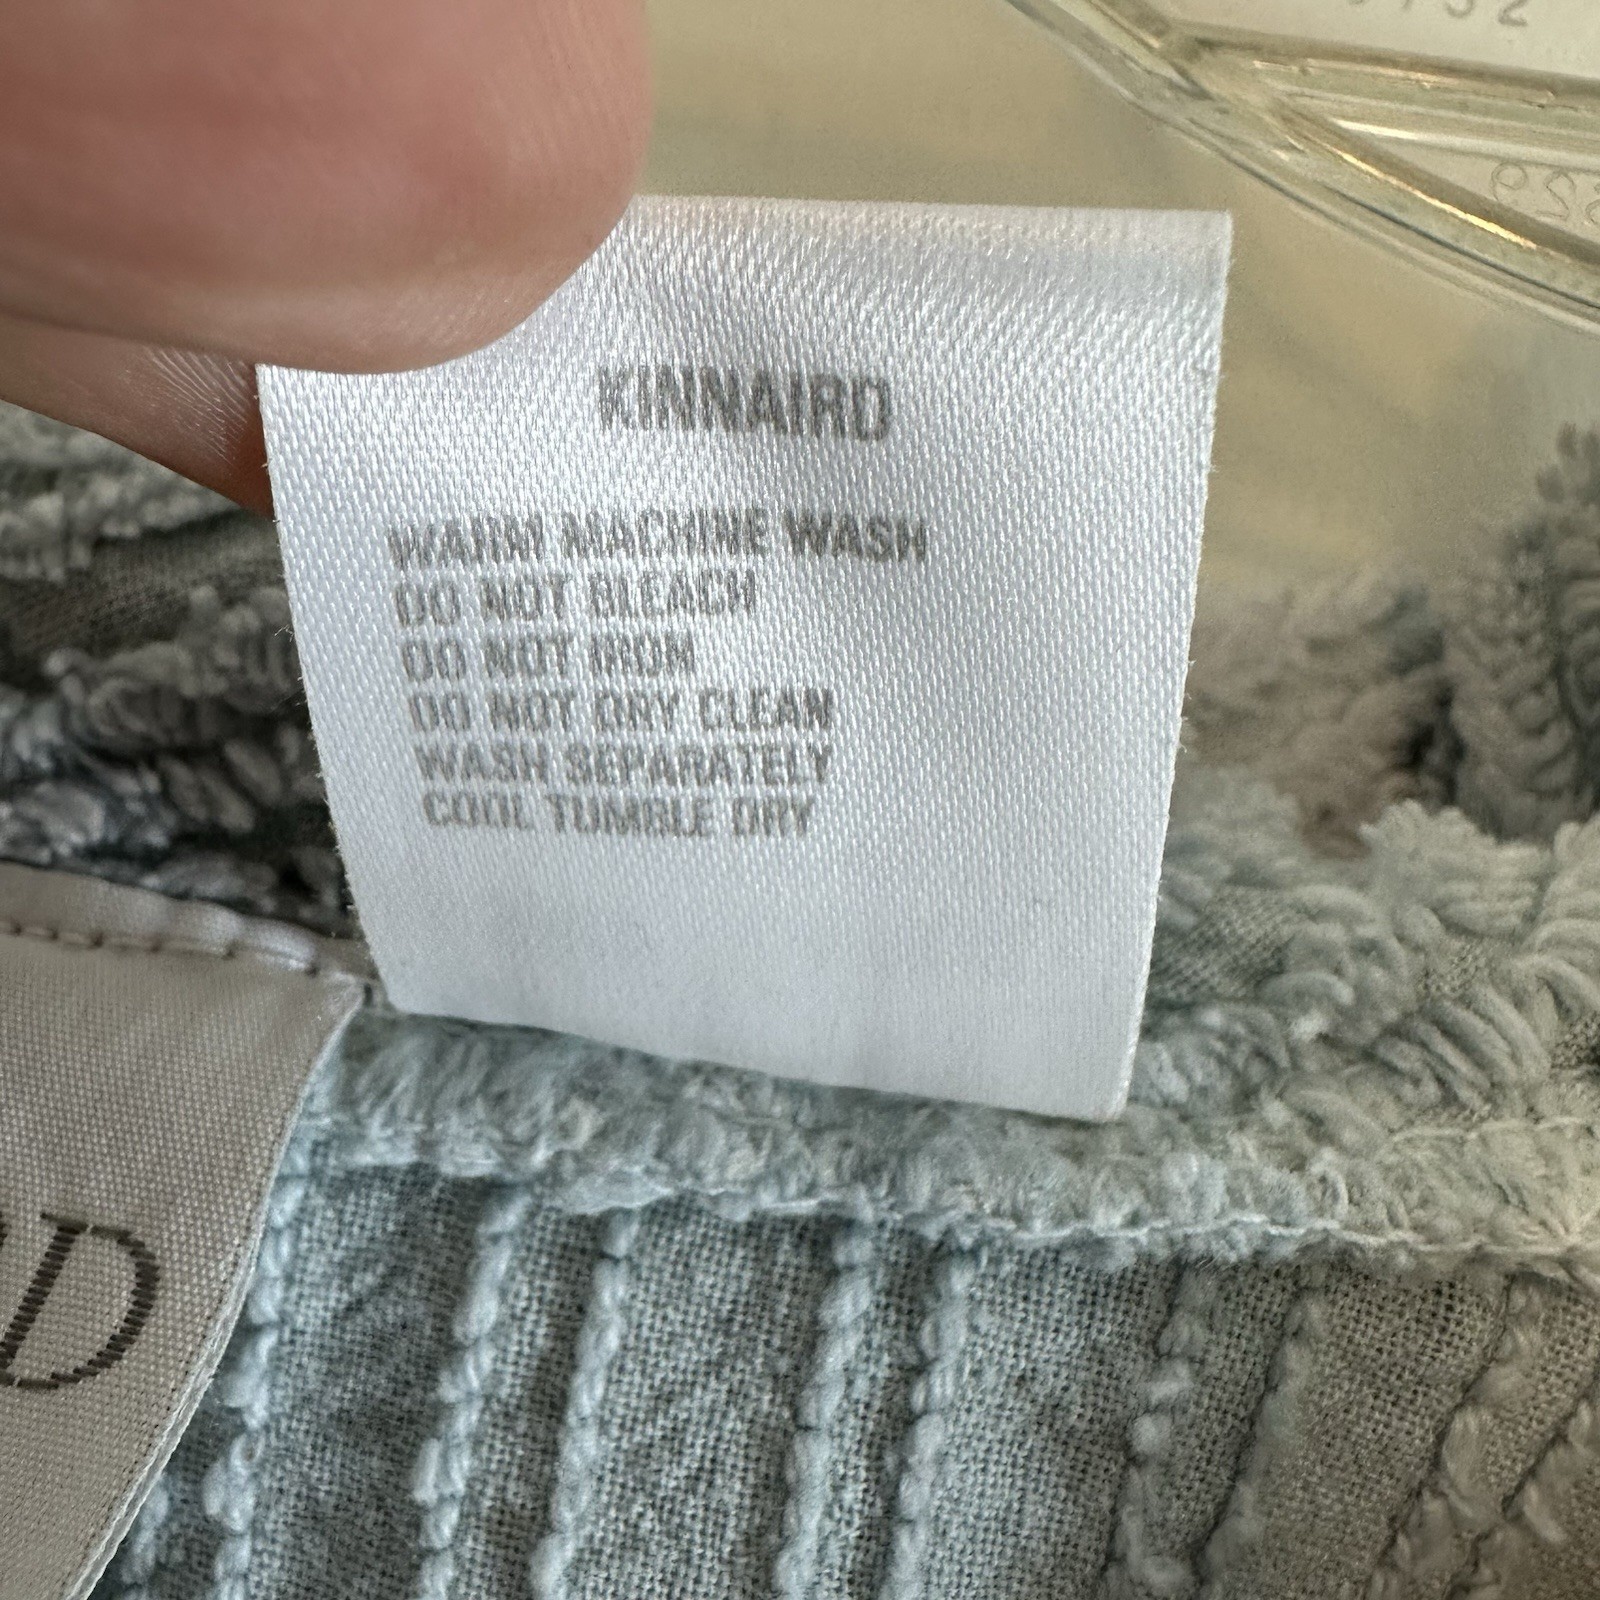 KINNAIRD
WARM MACHINE WASH
DO NOT BLEACH
DO NOT IRON
DO NOT DRY CLEAN
WASH SEPARATELY
COOL TUMBLE DRY
D